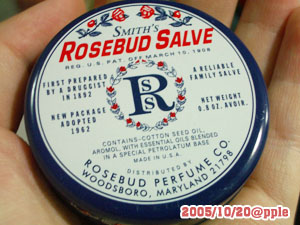 SMITH'S
ROSEBUD SALVE
REG. U.S. PAT. OFF. MARCH 10, 1908
FIRST PREPARED
BY A DRUGGIST
IN 1892
NEW PACKAGE
ADOPTED
1962
RSS
A RELIABLE
FAMILY SALVE
NET WEIGHT.
0.8 OZ. AVOIR.
CONTAINS-COTTON SEED OIL,
ARDMOL, WITH ESSENTIAL OILS BLENDED
IN A SPECIAL PETROLATUM BASE
MADE IN U.S.A.
DISTRIBUTED BY
ROSEBUD PERFUME CO.
WOODSBORO, MARYLAND 21798
2005/10/20@pple